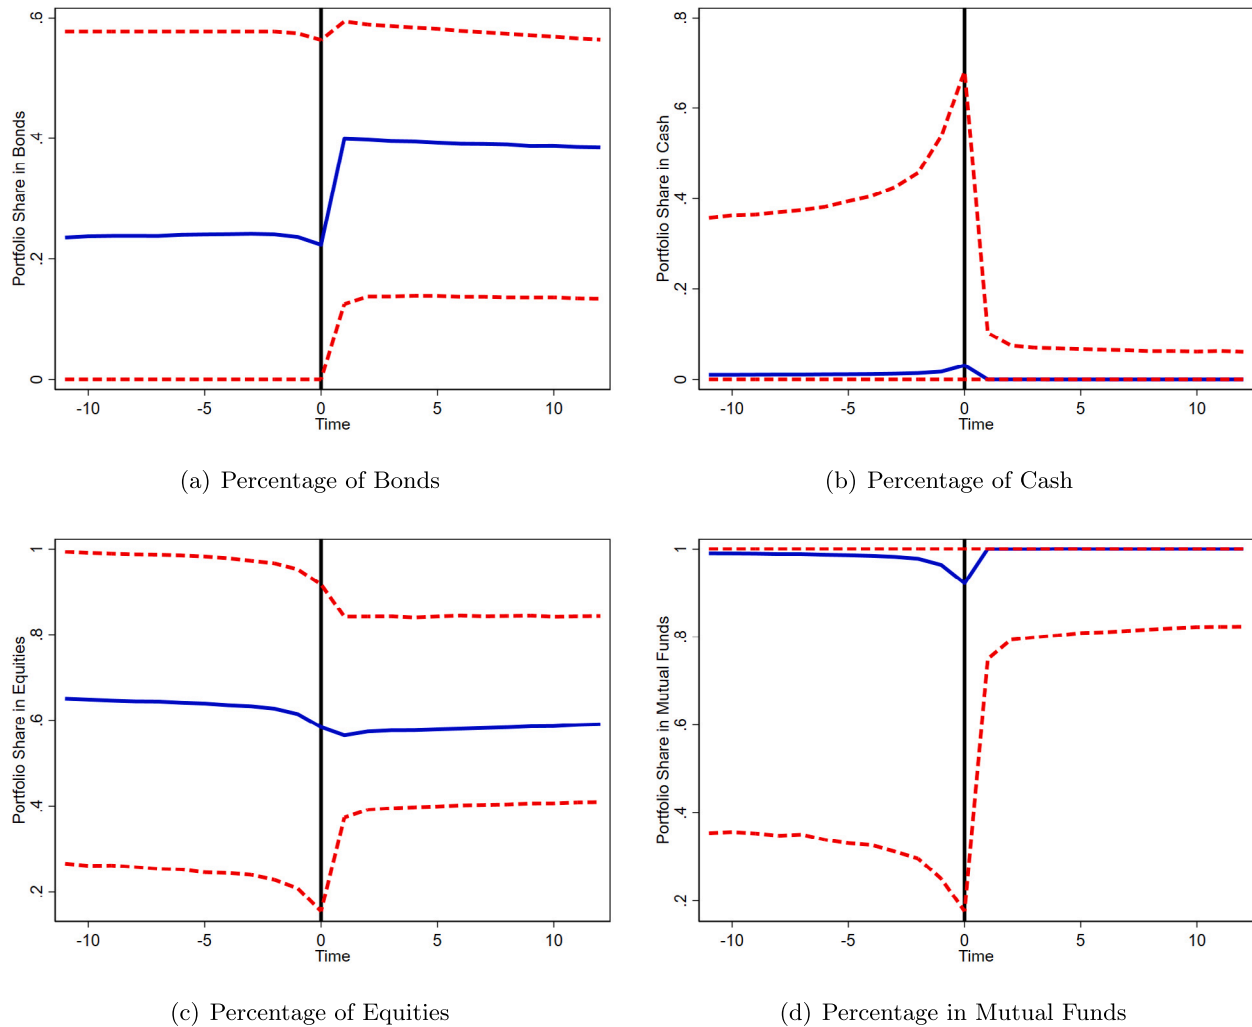 Portfolio Share in Bonds
0 .2 .4 .6
-10 -5 0 5 10
Time
(a) Percentage of Bonds
Portfolio Share in Cash
0 .2 .4 .6 .8
-10 -5 0 5 10
Time
(b) Percentage of Cash
Portfolio Share in Equities
.2 .4 .6 .8 1
-10 -5 0 5 10
Time
(c) Percentage of Equities
Portfolio Share in Mutual Funds
.2 .4 .6 .8 1
-10 -5 0 5 10
Time
(d) Percentage in Mutual Funds